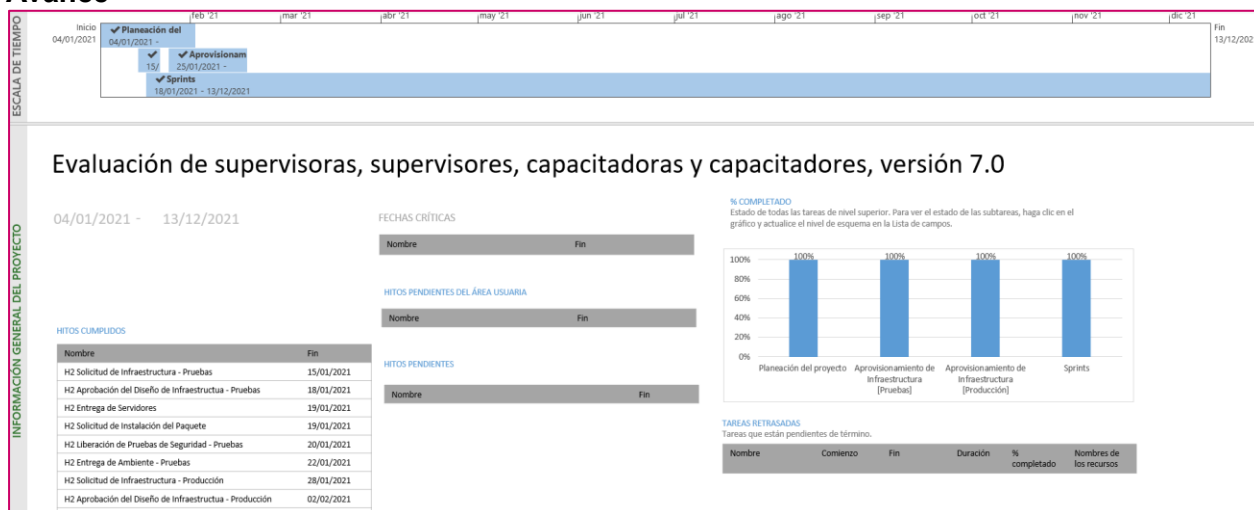 Avance
ESCALA DE TIEMPO
feb '21 mar '21 abr '21 may '21 jun '21 jul '21 ago '21 sep '21 oct '21 nov '21 dic '21
Inicio
04/01/2021
Planeación del
04/01/2021 -
15/
Aprovisionam
25/01/2021 -
Sprints
18/01/2021 - 13/12/2021
Fin
13/12/202
INFORMACIÓN GENERAL DEL PROYECTO
Evaluación de supervisoras, supervisores, capacitadoras y capacitadores, versión 7.0
04/01/2021 - 13/12/2021
HITOS CUMPLIDOS
Nombre Fin
H2 Solicitud de Infraestructura - Pruebas 15/01/2021
H2 Aprobación del Diseño de Infraestructua - Pruebas 18/01/2021
H2 Entrega de Servidores 19/01/2021
H2 Solicitud de Instalación del Paquete 19/01/2021
H2 Liberación de Pruebas de Seguridad - Pruebas 20/01/2021
H2 Entrega de Ambiente - Pruebas 22/01/2021
H2 Solicitud de Infraestructura - Producción 28/01/2021
H2 Aprobación del Diseño de Infraestructua - Producción 02/02/2021
FECHAS CRÍTICAS
Nombre Fin
HITOS PENDIENTES DEL ÁREA USUARIA
Nombre Fin
HITOS PENDIENTES
Nombre Fin
% COMPLETADO
Estado de todas las tareas de nivel superior. Para ver el estado de las subtareas, haga clic en el
gráfico y actualice el nivel de esquema en la Lista de campos.
100% 100% 100% 100%
100%
80%
60%
40%
20%
0%
Planeación del proyecto
Aprovisionamiento de
Infraestructura
[Pruebas]
Aprovisionamiento de
Infraestructura
[Producción]
Sprints
TAREAS RETRASADAS
Tareas que están pendientes de término.
Nombre Comienzo Fin Duración % completado Nombres de los recursos